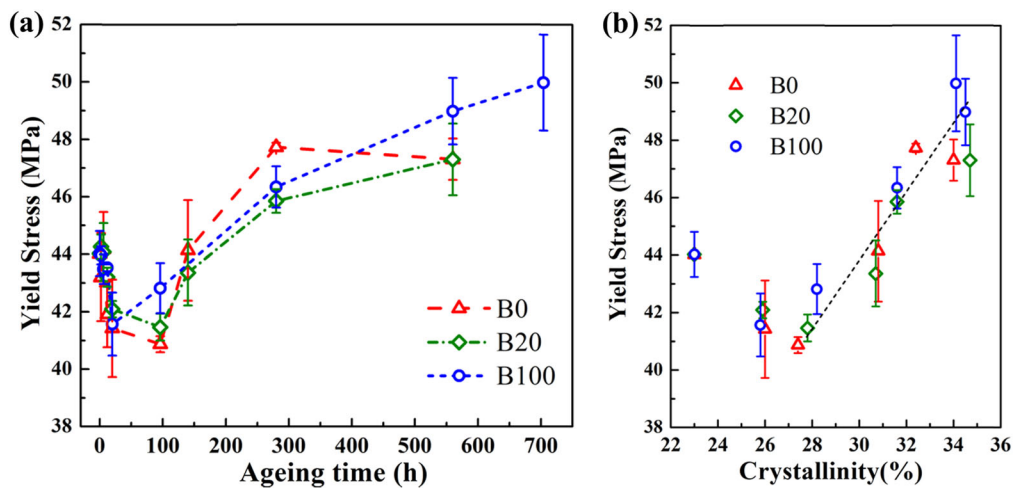 (a)
52
50
48
46
44
42
40
38
Yield Stress (MPa)
B0
B20
B100
0 100 200 300 400 500 600 700
Ageing time (h)
(b)
52
50
48
46
44
42
40
38
Yield Stress (MPa)
B0
B20
B100
22 24 26 28 30 32 34 36
Crystallinity(%)